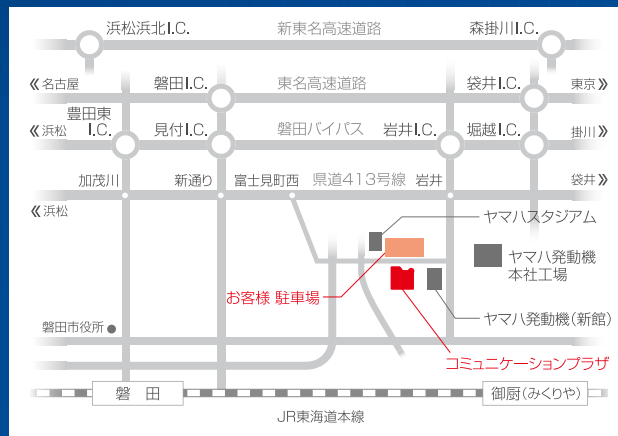 浜松浜北I.C.
新東名高速道路
森掛川I.C.
《名古屋
磐田I.C.
東名高速道路
袋井I.C.
東京》
豊田東
I.C.
《浜松
見付I.C.
磐田バイパス
岩井I.C.
堀越I.C.
掛川》
加茂川
新通り
富士見町西
県道413号線
岩井
袋井》
《浜松
ヤマハスタジアム
ヤマハ発動機
本社工場
お客様 駐車場
ヤマハ発動機(新館)
磐田市役所
コミュニケーションプラザ
磐 田
御厨(みくりや)
JR東海道本線